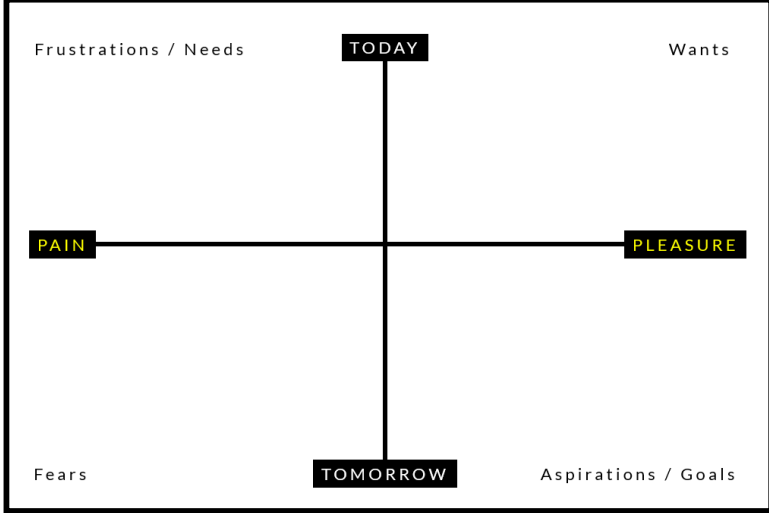 Frustrations / Needs
TODAY
Wants
PAIN
PLEASURE
Fears
TOMORROW
Aspirations / Goals